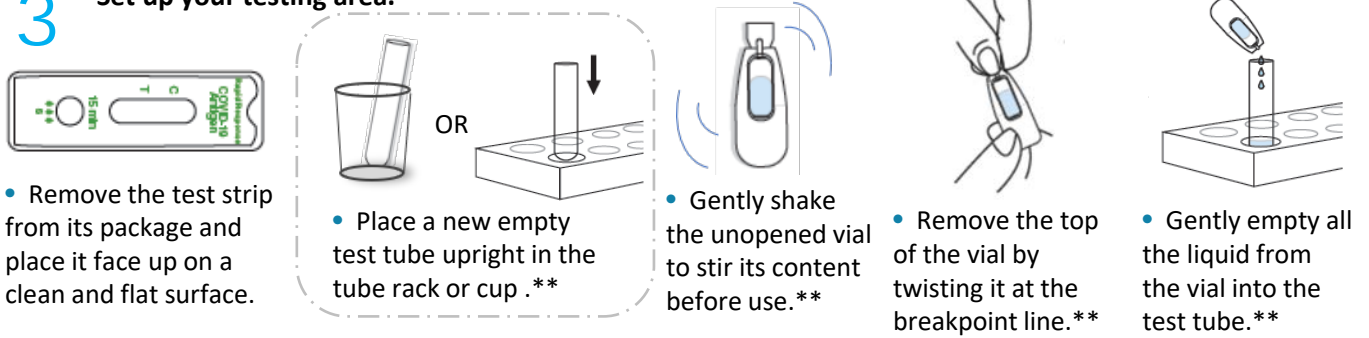 3
Set up your testing area.
RapidResponse
COVID-19
Antigen
C
T
15 min
S
OR
• Remove the test strip
from its package and
place it face up on a
clean and flat surface.
• Place a new empty
test tube upright in the
tube rack or cup .**
• Gently shake
the unopened vial
to stir its content
before use.**
• Remove the top
of the vial by
twisting it at the
breakpoint line.**
• Gently empty all
the liquid from
the vial into the
test tube.**